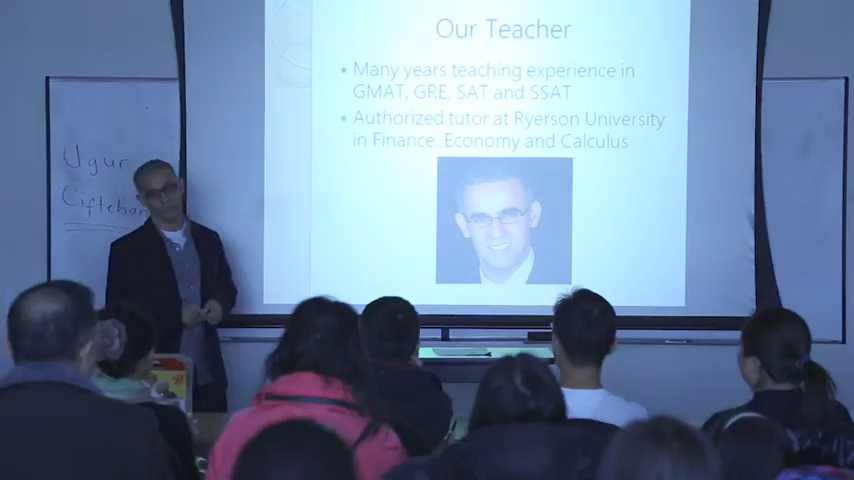 Our Teacher
Many years teaching experience in
GMAT, GRE, SAT and SSAT
Authorized tutor at Ryerson University
in Finance, Economy and Calculus
Ugur
Ciftehan